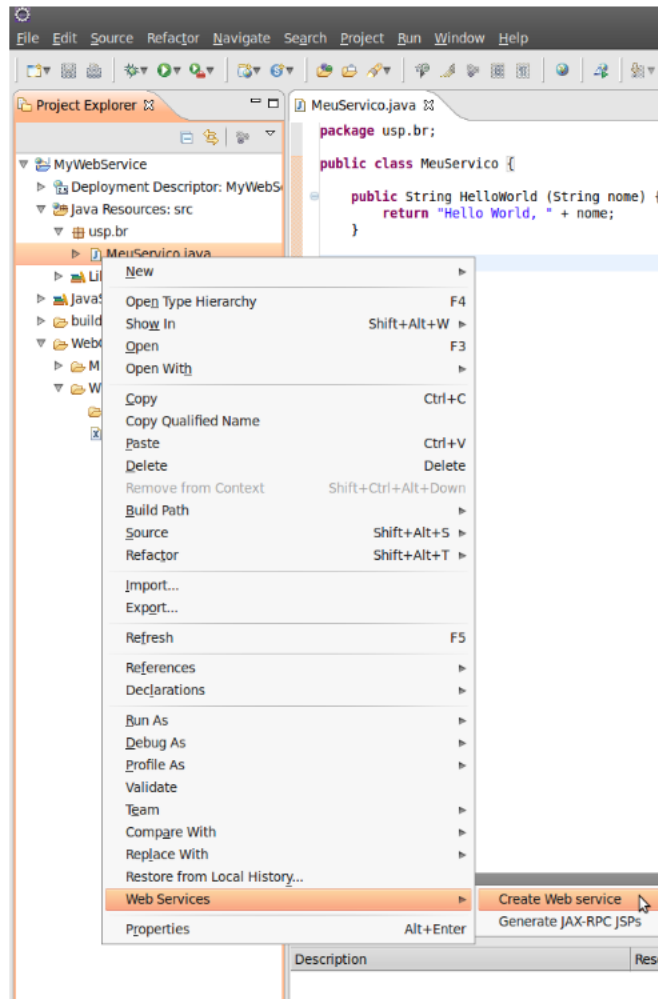 File Edit Source Refactor Navigate Search Project Run Window Help
Project Explorer
MyWebService
Deployment Descriptor: MyWebS
Java Resources: src
usp.br
MeuServico.java
Lil
JavaS
build
WebC
M
W
MeuServico.java
package usp.br;
public class MeuServico {
public String HelloWorld (String nome) {
return "Hello World, " + nome;
}
New
Open Type Hierarchy F4
Show In Shift+Alt+W
Open F3
Open With
Copy Ctrl+C
Copy Qualified Name
Paste Ctrl+V
Delete Delete
Remove from Context Shift+Ctrl+Alt+Down
Build Path
Source Shift+Alt+S
Refactor Shift+Alt+T
Import...
Export...
Refresh F5
References
Declarations
Run As
Debug As
Profile As
Validate
Team
Compare With
Replace With
Restore from Local History...
Web Services
Properties Alt+Enter
Create Web service
Generate JAX-RPC JSPs
Description Res